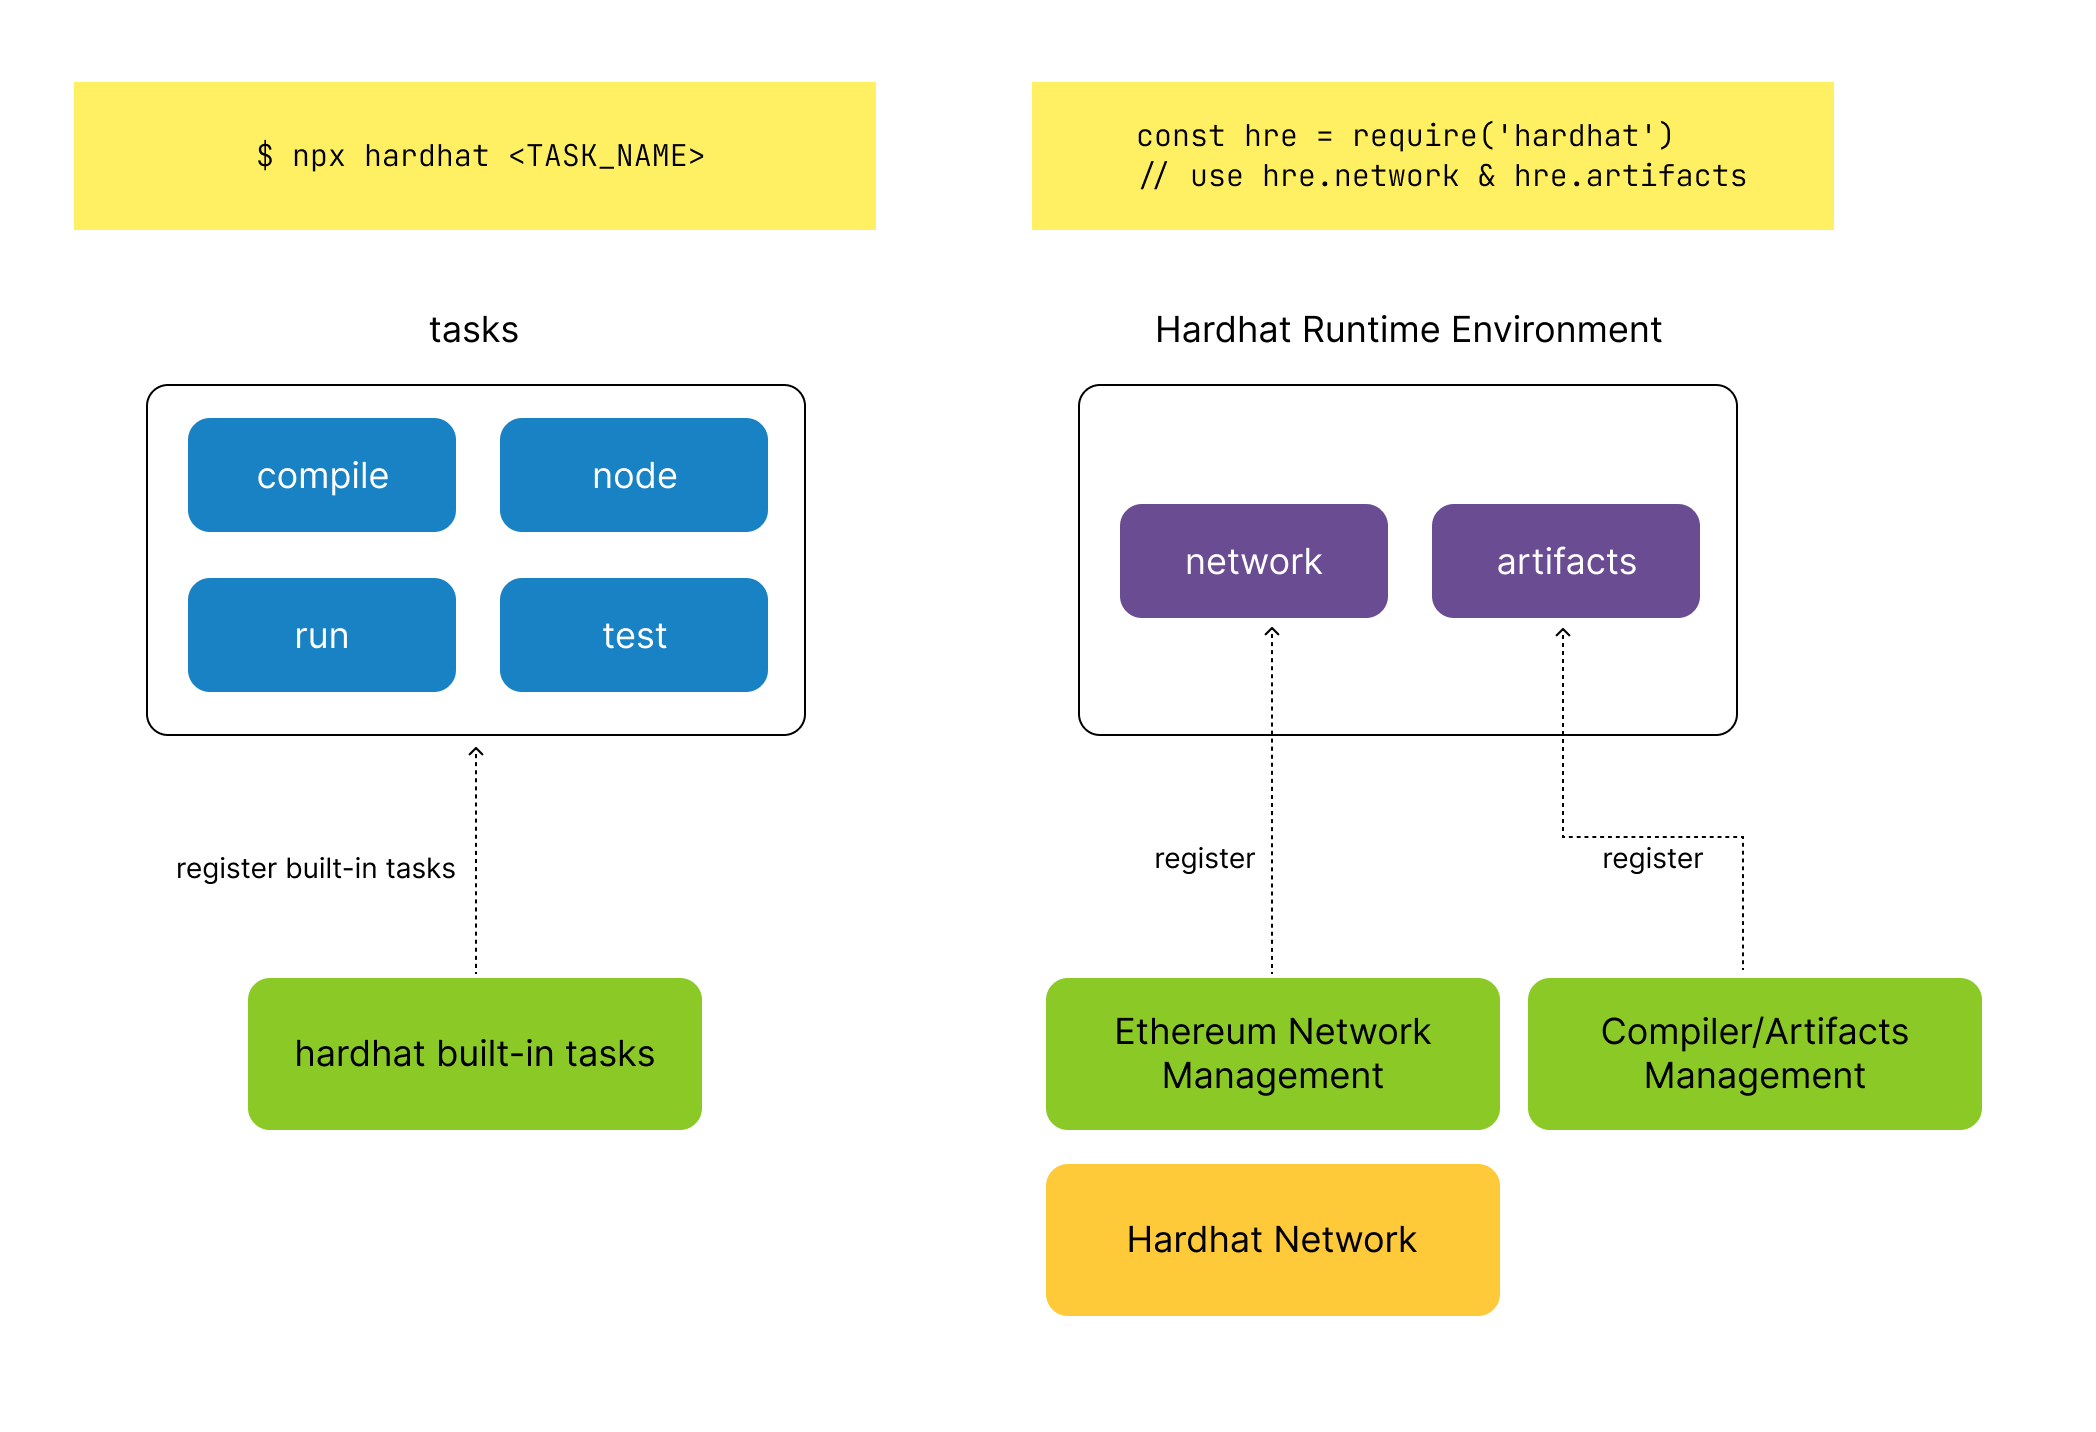 $ npx hardhat <TASK_NAME>
const hre = require('hardhat')
// use hre.network & hre.artifacts
tasks
Hardhat Runtime Environment
compile
node
run
test
network
artifacts
register built-in tasks
register
register
hardhat built-in tasks
Ethereum Network
Management
Compiler/Artifacts
Management
Hardhat Network